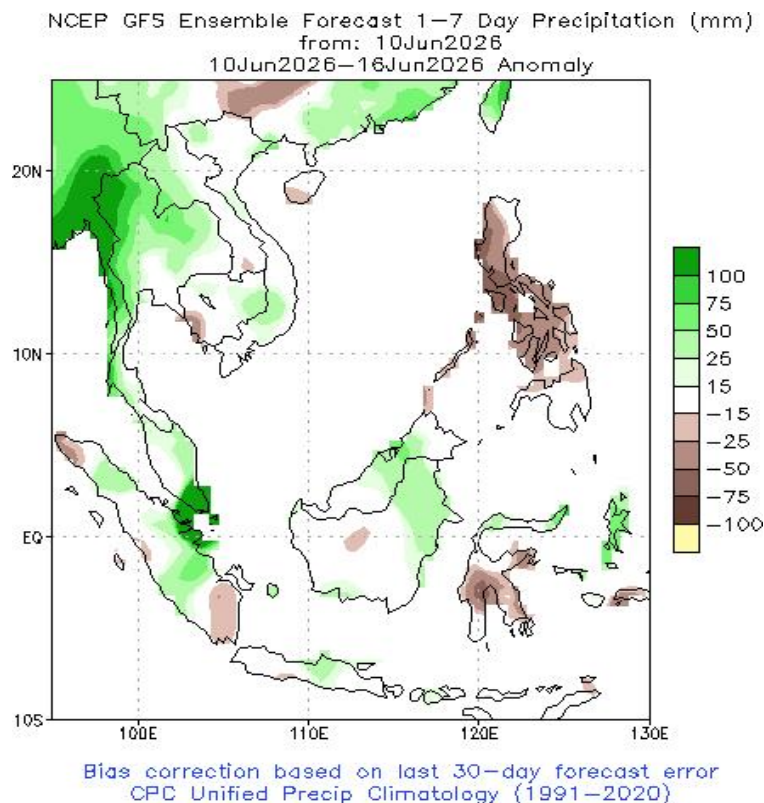 NCEP GFS Ensemble Forecast 1-7 Day Precipitation (mm)
from: 10Jun2026
10Jun2026-16Jun2026 Anomaly
20N
10N
EQ
10S
100E
110E
120E
130E
100
75
50
25
15
-15
-25
-50
-75
-100
Bias correction based on last 30-day forecast error
CPC Unified Precip Climatology (1991-2020)